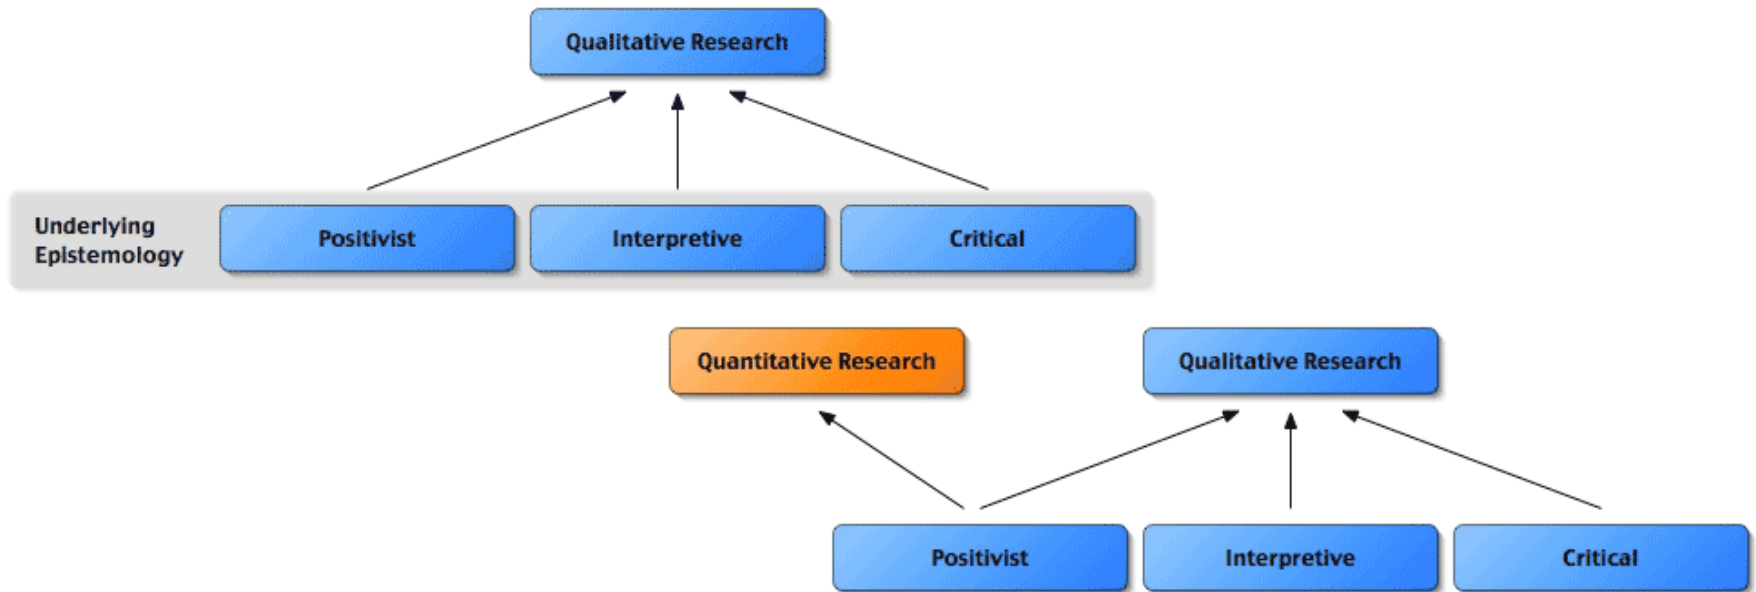 Qualitative Research
Underlying
Epistemology
Positivist
Interpretive
Critical
Quantitative Research
Qualitative Research
Positivist
Interpretive
Critical